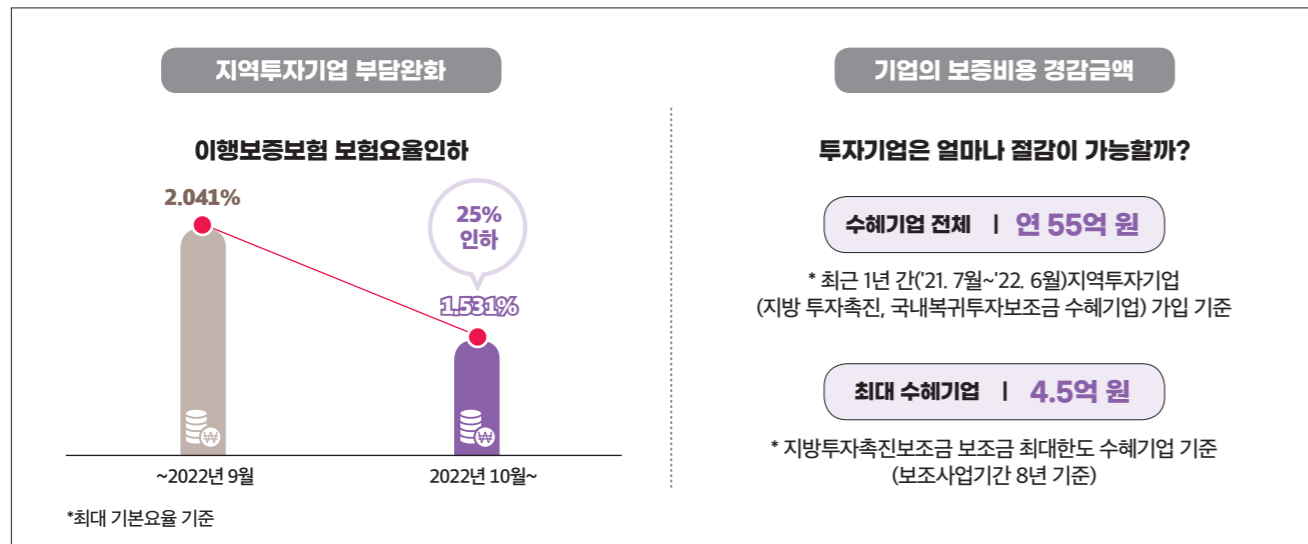 지역투자기업 부담완화
이행보증보험 보험요율인하
2.041%
25%
인하
1.531%
~2022년 9월
2022년 10월~
*최대 기본요율 기준
기업의 보증비용 경감금액
투자기업은 얼마나 절감이 가능할까?
수혜기업 전체 | 연 55억 원
* 최근 1년 간('21. 7월~'22. 6월)지역투자기업
(지방 투자촉진, 국내복귀투자보조금 수혜기업) 가입 기준
최대 수혜기업 | 4.5억 원
* 지방투자촉진보조금 보조금 최대한도 수혜기업 기준
(보조사업기간 8년 기준)